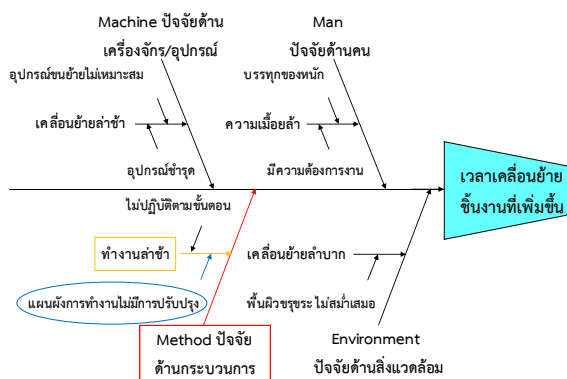 Machine ปัจจัยด้าน
เครื่องจักร/อุปกรณ์
Man
ปัจจัยด้านคน
อุปกรณ์ขนย้ายไม่เหมาะสม
บรรทุกของหนัก
เคลื่อนย้ายล่าช้า
ความเมื่อยล้า
อุปกรณ์ชำรุด
มีความต้องการงาน
เวลาเคลื่อนย้าย
ชิ้นงานที่เพิ่มขึ้น
ไม่ปฏิบัติตามขั้นตอน
ทำงานล่าช้า
เคลื่อนย้ายลำบาก
แผนผังการทำงานไม่มีการปรับปรุง
พื้นผิวขรุขระ ไม่สม่ำเสมอ
Method ปัจจัย
ด้านกระบวนการ
Environment
ปัจจัยด้านสิ่งแวดล้อม